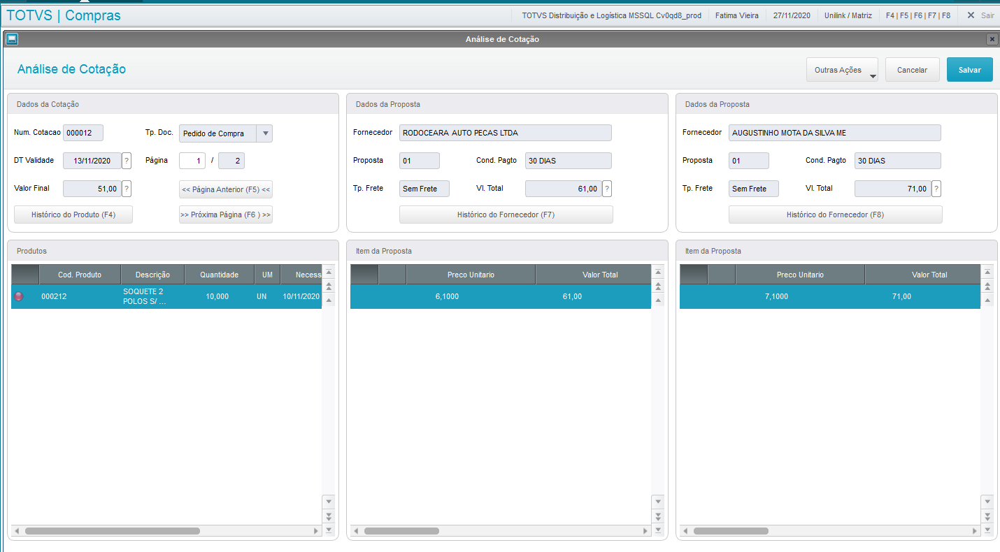 TOTVS | Compras
TOTVS Distribuição e Logística MSSQL Cv0qd8_prod
Fatima Vieira
27/11/2020
Unilink / Matriz
F4 | F5 | F6 | F7 | F8
Sair
Análise de Cotação
Análise de Cotação
Outras Ações
Cancelar
Salvar
Dados da Cotação
Num. Cotacao 000012
Tp. Doc. Pedido de Compra
DT Validade 13/11/2020 ?
Página 1 / 2
Valor Final 51,00 ?
<< Página Anterior (F5) <<
Histórico do Produto (F4)
>> Próxima Página (F6 ) >>
Dados da Proposta
Fornecedor RODOCEARA AUTO PECAS LTDA
Proposta 01
Cond. Pagto 30 DIAS
Tp. Frete Sem Frete
Vl. Total 61,00 ?
Histórico do Fornecedor (F7)
Dados da Proposta
Fornecedor AUGUSTINHO MOTA DA SILVA ME
Proposta 01
Cond. Pagto 30 DIAS
Tp. Frete Sem Frete
Vl. Total 71,00 ?
Histórico do Fornecedor (F8)
Produtos
Cod. Produto Descrição Quantidade UM Necess
000212 SOQUETE 2 10,000 UN 10/11/2020
POLOS S/ ...
Item da Proposta
Preco Unitario Valor Total
6,1000 61,00
Item da Proposta
Preco Unitario Valor Total
7,1000 71,00